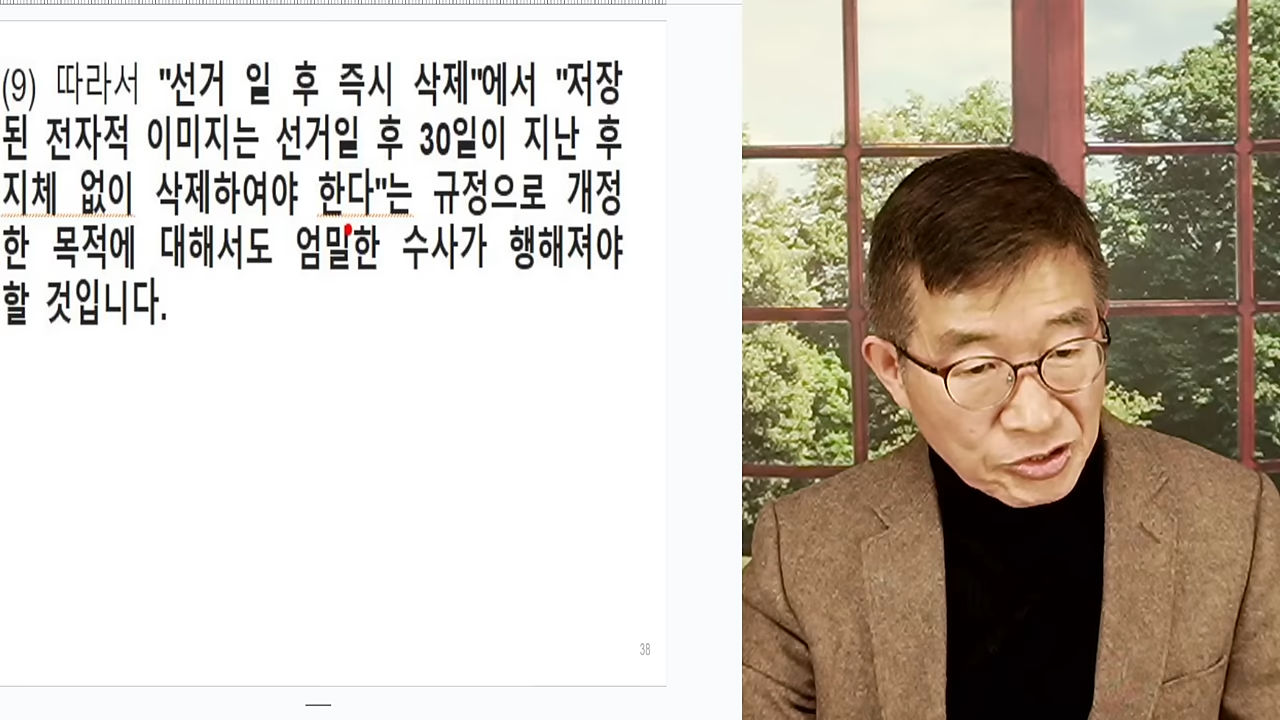 (9) 따라서 "선거 일 후 즉시 삭제"에서 "저장
된 전자적 이미지는 선거일 후 30일이 지난 후
지체 없이 삭제하여야 한다"는 규정으로 개정
한 목적에 대해서도 엄밀한 수사가 행해져야
할 것입니다.
38